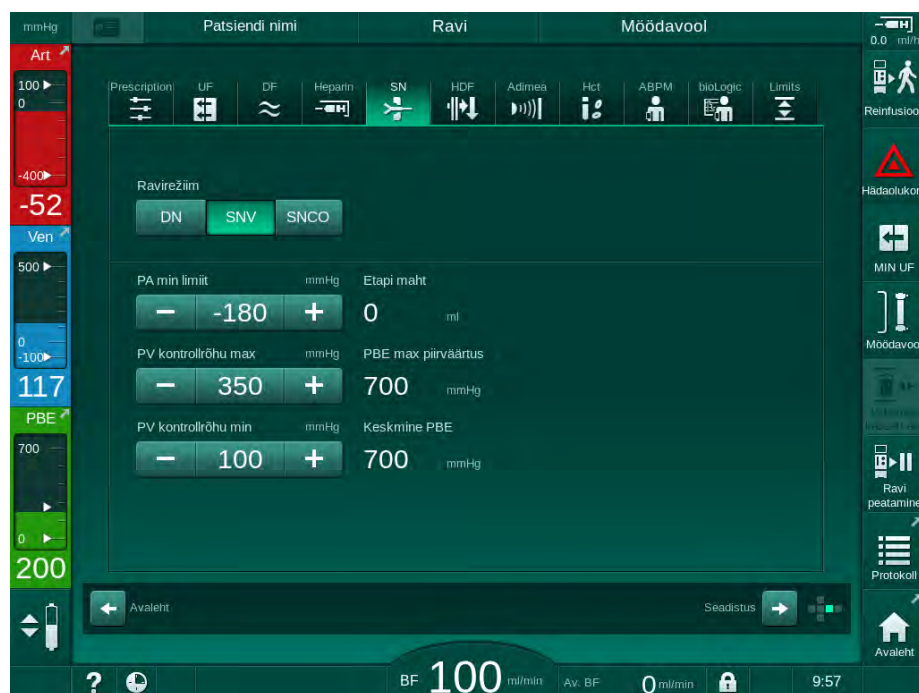 mmHg
Patsiendi nimi
Ravi
Möödavool
0.0 ml/h
Art
100
0
-400
-52
Ven
500
0
-100
117
PBE
700
0
200
Prescription UF DF Heparin SN HDF Adimea Hct ABPM bioLogic Limits
Ravirežiim
DN SNV SNCO
PA min limiit mmHg Etapi maht
− -180 + 0 ml
PV kontrollrõhu max mmHg PBE max piirväärtus
− 350 + 700 mmHg
PV kontrollrõhu min mmHg Keskmine PBE
− 100 + 700 mmHg
Avaleht
Seadistus
Reinfusioo
Hädaolukor
MIN UF
Möödavoo
Ravi
peatamine
Protokoll
Avaleht
? BF 100 ml/min Av. BF 0 ml/min 9:57